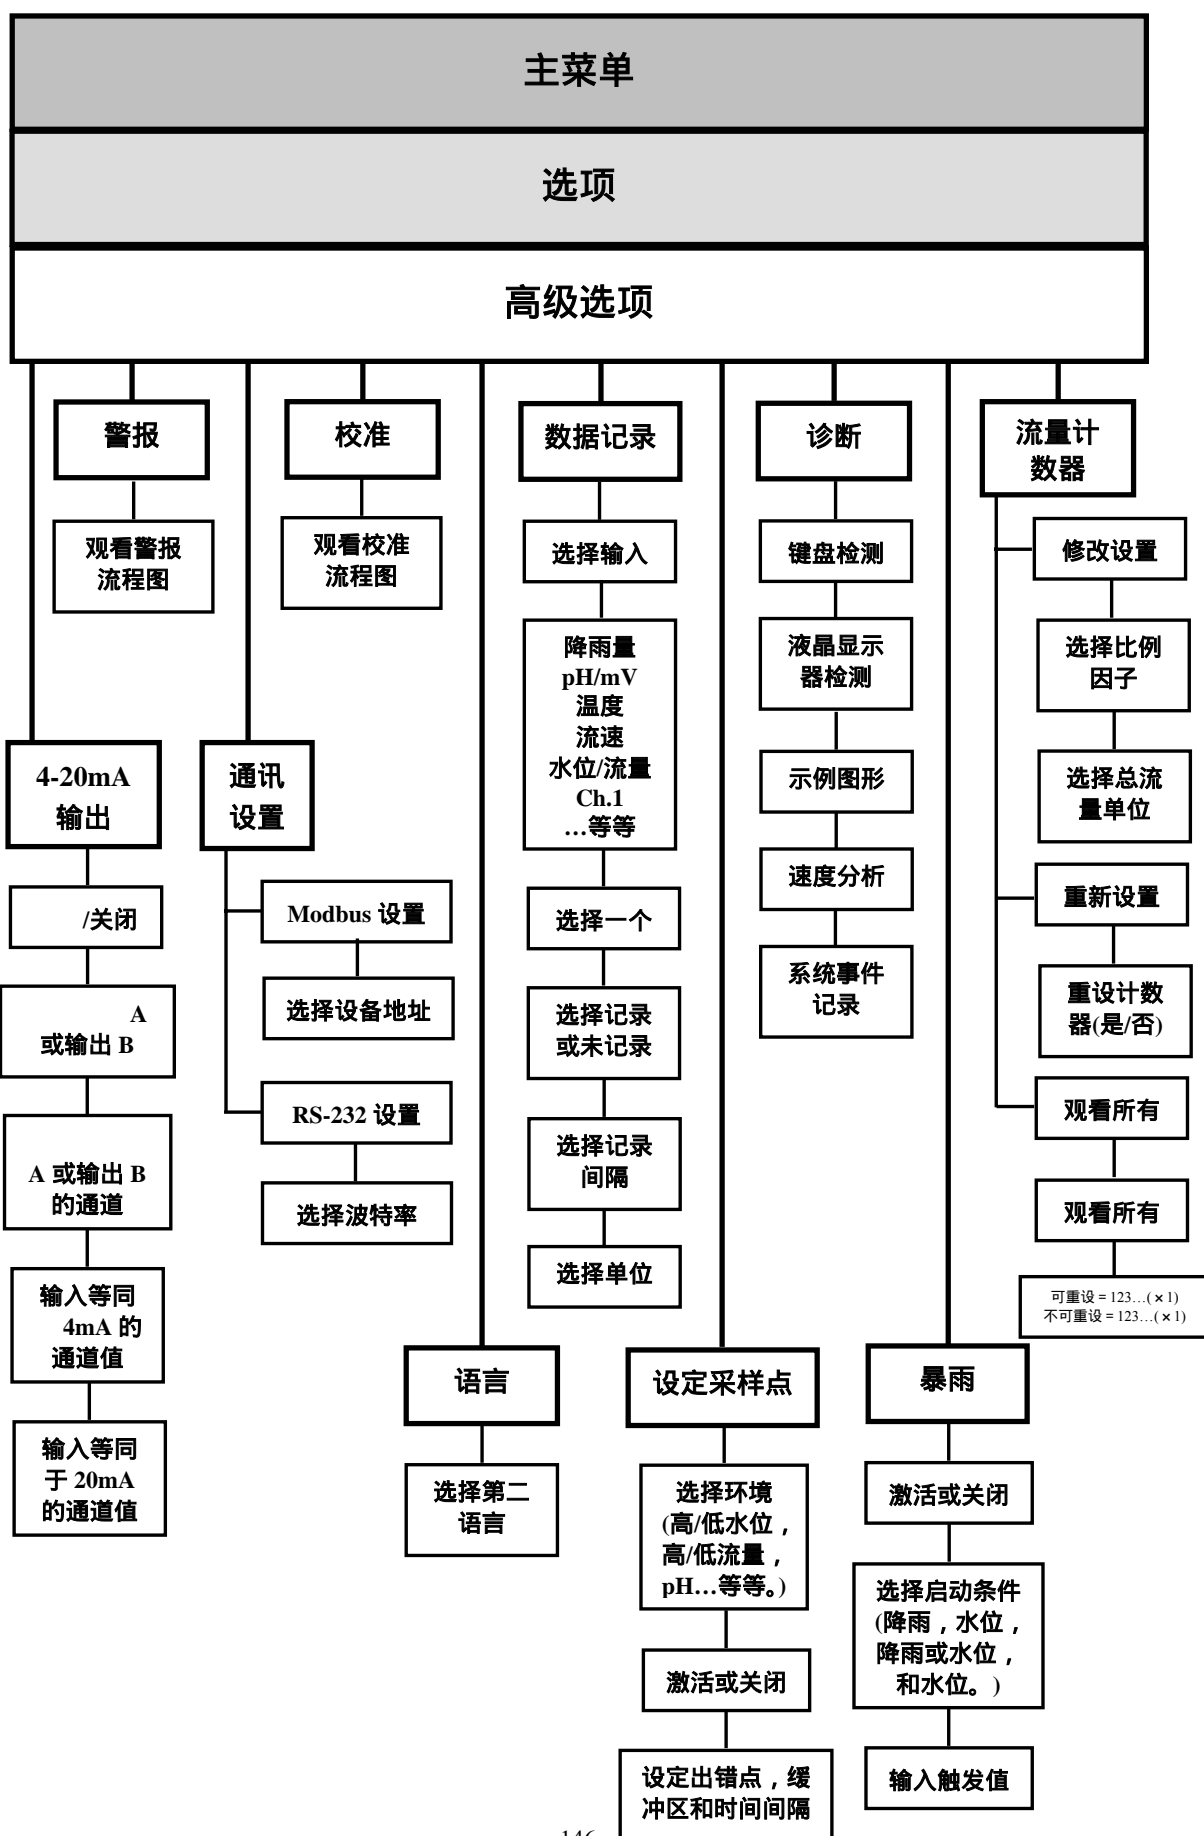 主菜单
选项
高级选项
警报
观看警报
流程图
校准
观看校准
流程图
数据记录
选择输入
降雨量
pH/mV
温度
流速
水位/流量
Ch.1
…等等
选择一个
选择记录
或未记录
选择记录
间隔
选择单位
诊断
键盘检测
液晶显示
器检测
示例图形
速度分析
系统事件
记录
流量计
数器
修改设置
选择比例
因子
选择总流
量单位
重新设置
重设计数
器(是/否)
观看所有
观看所有
可重设 = 123…( × 1)
不可重设 = 123…( × 1)
4-20mA
输出
/关闭
A
或输出 B
A 或输出 B
的通道
输入等同
4mA 的
通道值
输入等同
于 20mA
的通道值
通讯
设置
Modbus 设置
选择设备地址
RS-232 设置
选择波特率
语言
选择第二
语言
设定采样点
选择环境
(高/低水位，
高/低流量，
pH…等等。)
激活或关闭
设定出错点，缓
冲区和时间间隔
暴雨
激活或关闭
选择启动条件
(降雨，水位，
降雨或水位，
和水位。)
输入触发值